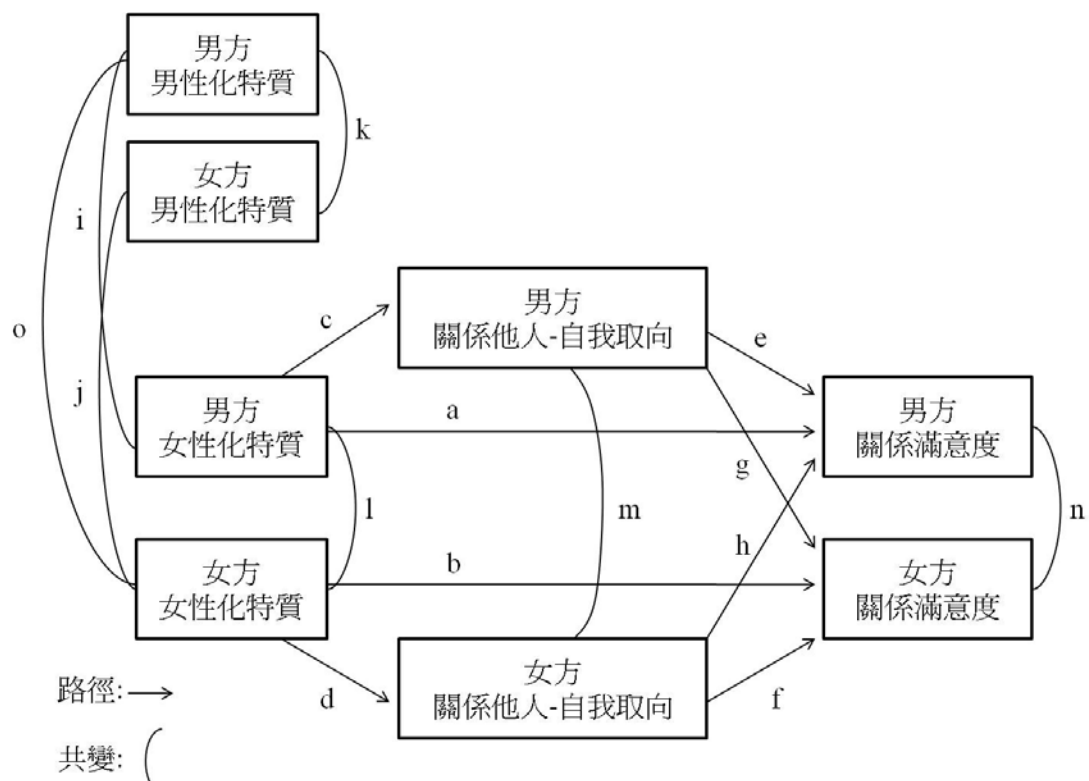 男方
男性化特質
k
女方
男性化特質
i
男方
關係他人-自我取向
c
e
o
j
男方
女性化特質
a
男方
關係滿意度
g
l
m
n
h
女方
女性化特質
b
女方
關係滿意度
女方
關係他人-自我取向
d
f
路徑:
共變: